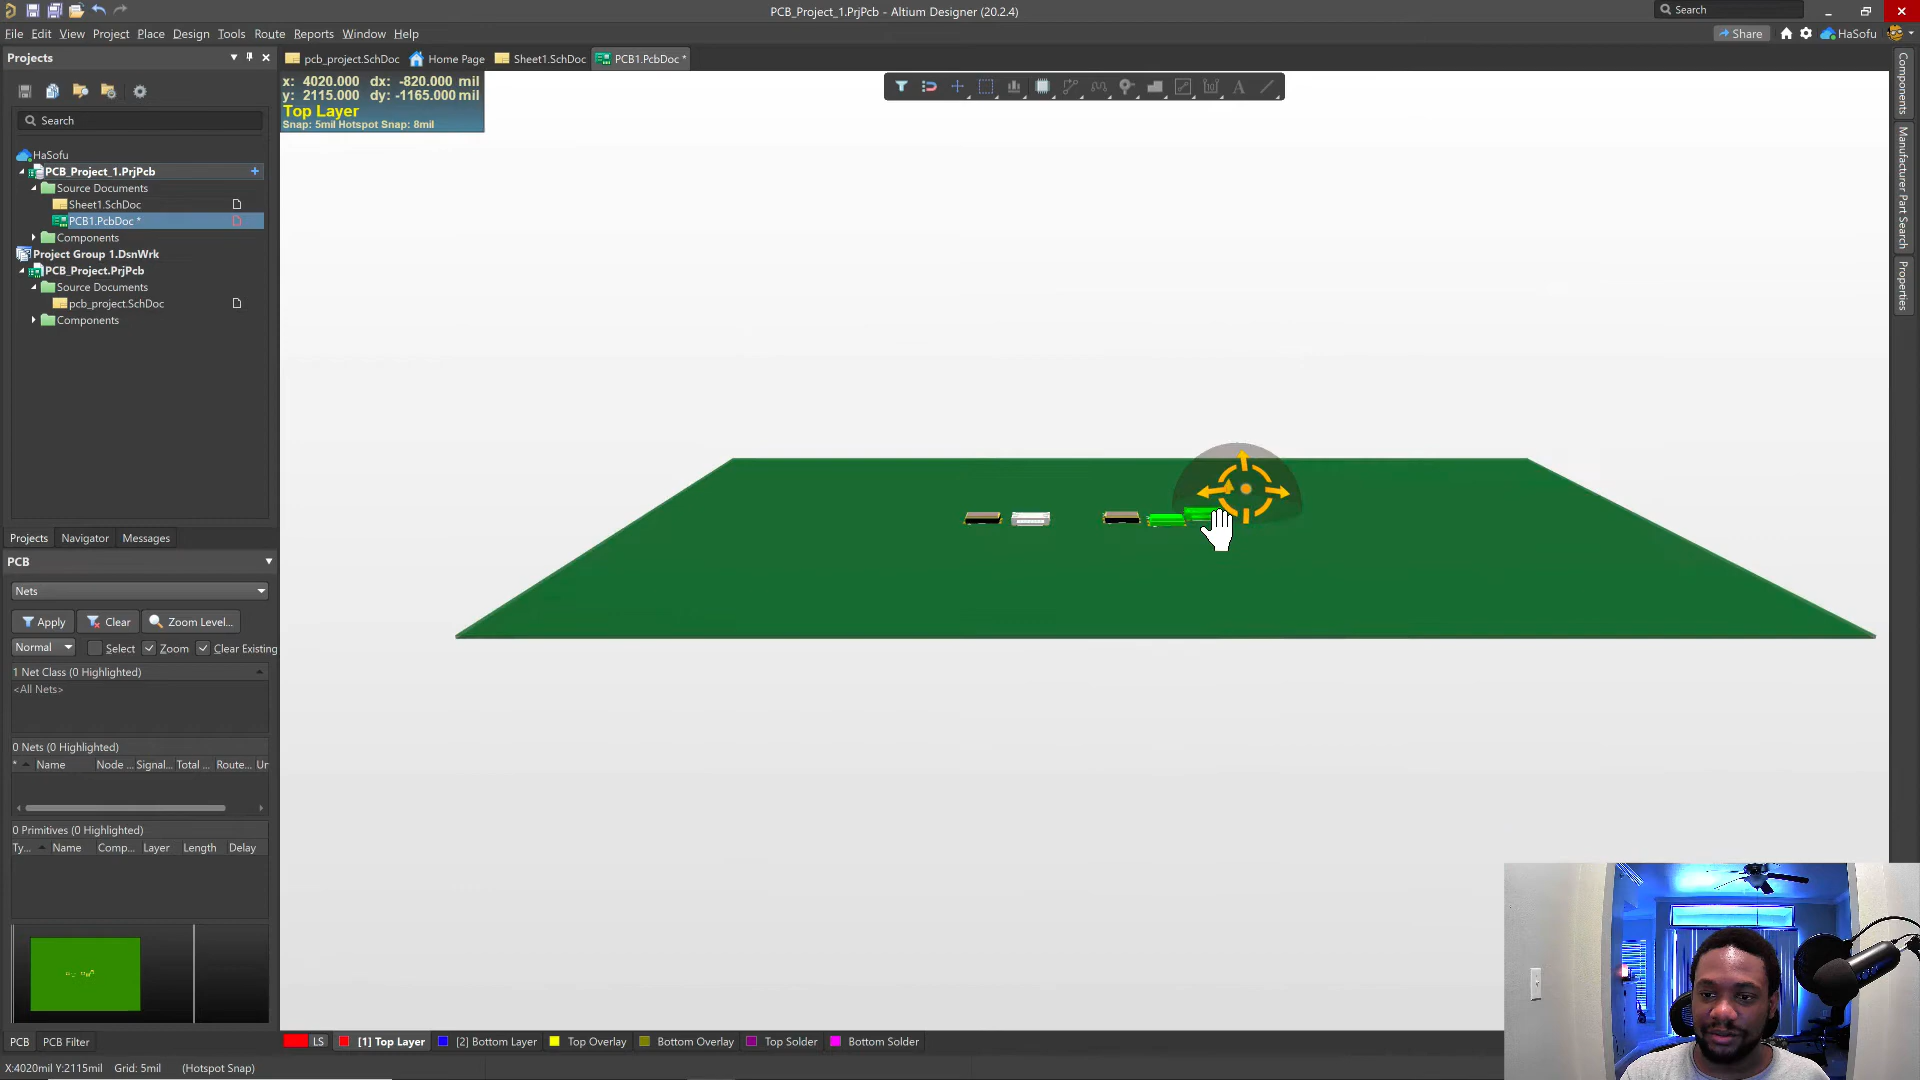 PCB_Project_1.PrjPcb - Altium Designer (20.2.4)
Search
File Edit View Project Place Design Tools Route Reports Window Help
Share
HaSofu
Projects
pcb_project.SchDoc
Home Page
Sheet1.SchDoc
PCB1.PcbDoc *
x: 4020.000 dx: -820.000 mil
y: 2115.000 dy: -1165.000 mil
Top Layer
Snap: 5mil Hotspot Snap: 8mil
Search
HaSofu
PCB_Project_1.PrjPcb
Source Documents
Sheet1.SchDoc
PCB1.PcbDoc *
Components
Project Group 1.DsnWrk
PCB_Project.PrjPcb
Source Documents
pcb_project.SchDoc
Components
Components
Manufacturer Part Search
Properties
Projects Navigator Messages
PCB
Nets
Apply Clear Zoom Level...
Normal Select Zoom Clear Existing
1 Net Class (0 Highlighted)
<All Nets>
0 Nets (0 Highlighted)
* Name Node ... Signal... Total ... Route... Ur
0 Primitives (0 Highlighted)
Ty... Name Comp... Layer Length Delay
PCB PCB Filter
LS [1] Top Layer [2] Bottom Layer Top Overlay Bottom Overlay Top Solder Bottom Solder
X:4020mil Y:2115mil Grid: 5mil (Hotspot Snap)